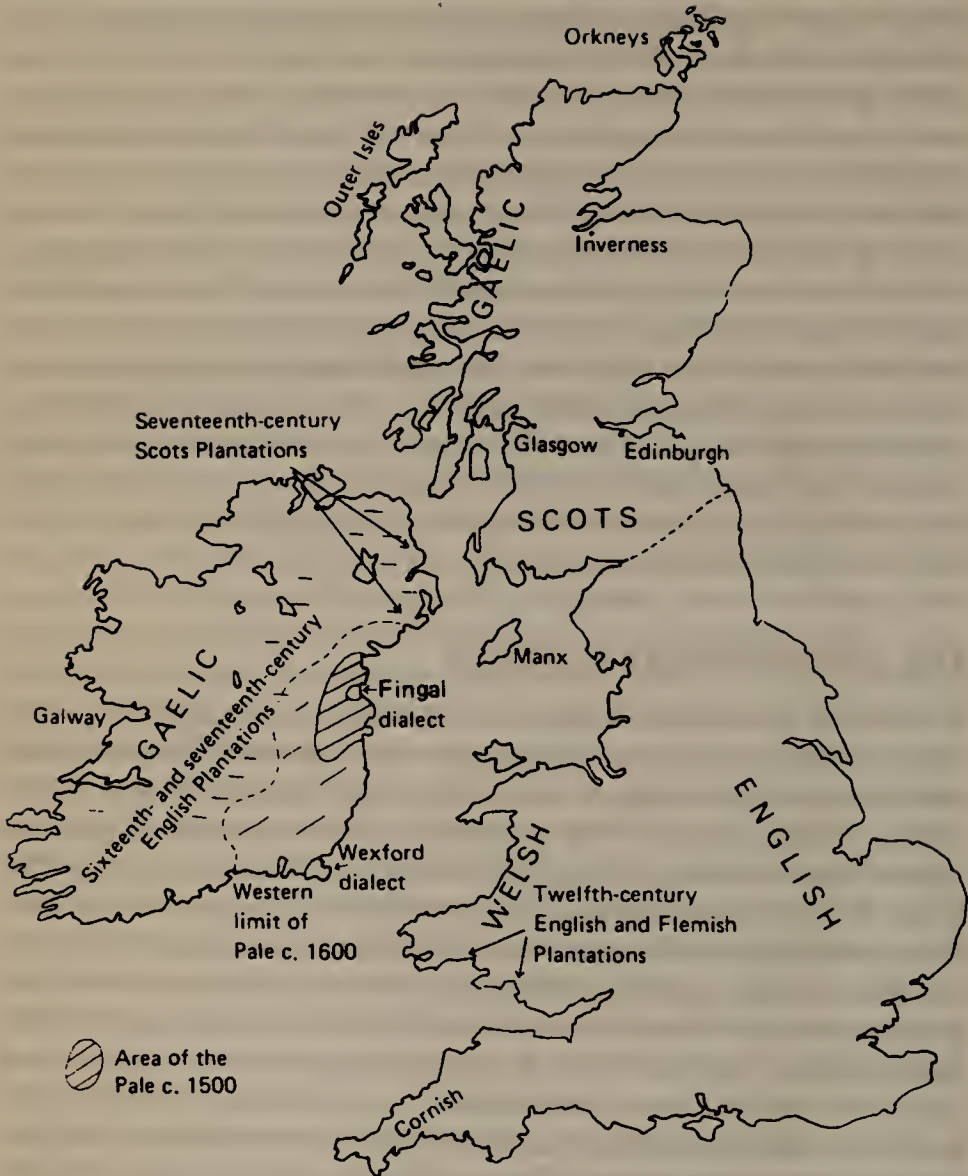 Orkneys
Outer Isles
GAELIC
Inverness
Seventeenth-century
Scots Plantations
Glasgow
Edinburgh
SCOTS
Manx
Fingal
dialect
Galway
GAELIC
Sixteenth- and seventeenth-century
English Plantations
Wexford
dialect
Western
limit of
Pale c. 1600
WELSH
Twelfth-century
English and Flemish
Plantations
ENGLISH
Area of the
Pale c. 1500
Cornish